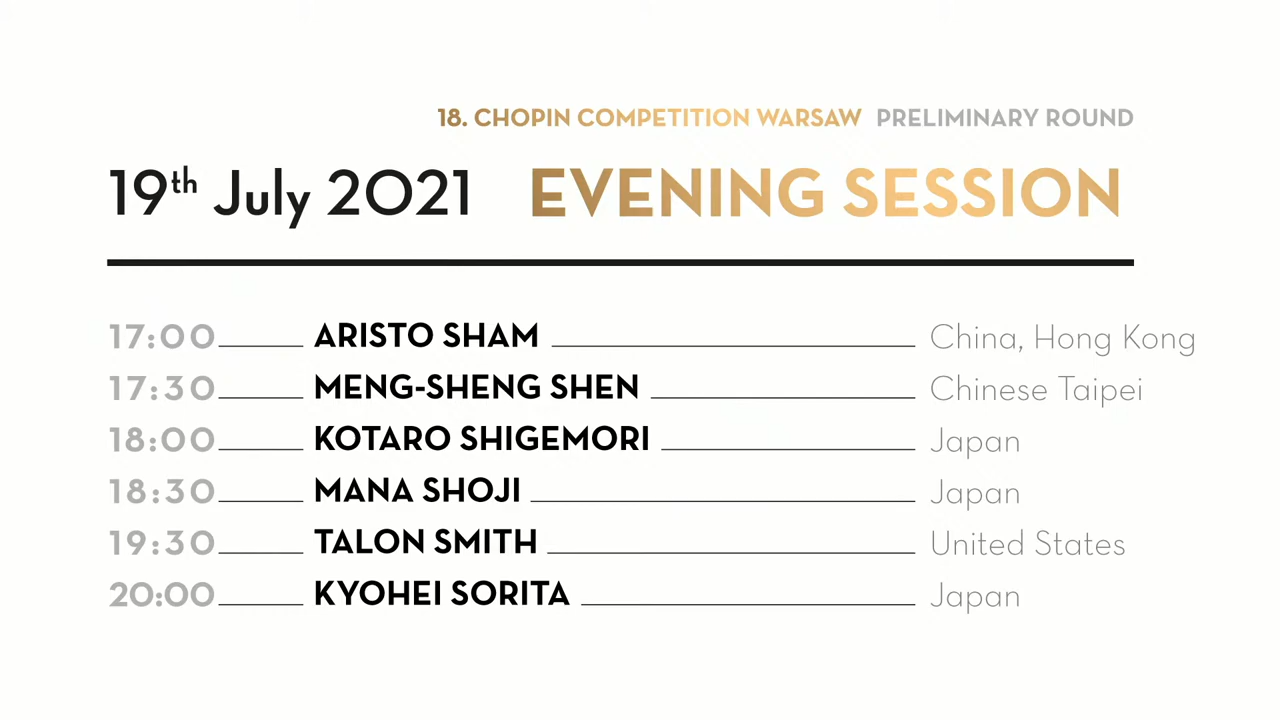 18. CHOPIN COMPETITION WARSAW PRELIMINARY ROUND
19th July 2021 EVENING SESSION
17:00 ARISTO SHAM China, Hong Kong
17:30 MENG-SHENG SHEN Chinese Taipei
18:00 KOTARO SHIGEMORI Japan
18:30 MANA SHOJI Japan
19:30 TALON SMITH United States
20:00 KYOHEI SORITA Japan